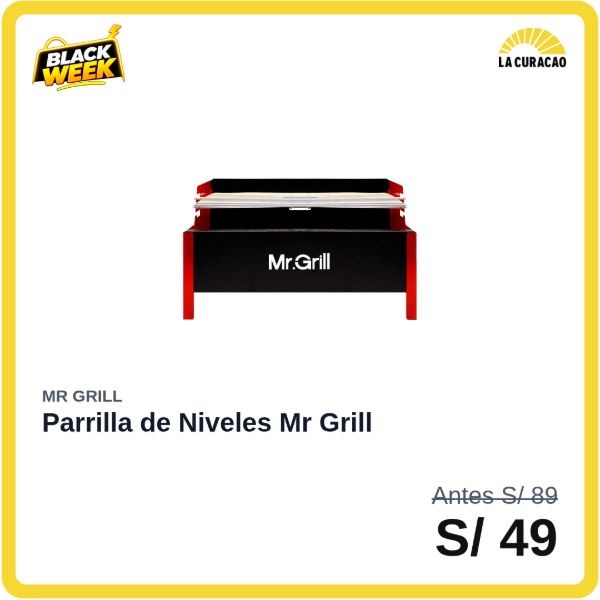 BLACK
WEEK
LA CURACAO
Mr.Grill
MR GRILL
Parrilla de Niveles Mr Grill
Antes S/ 89
S/ 49